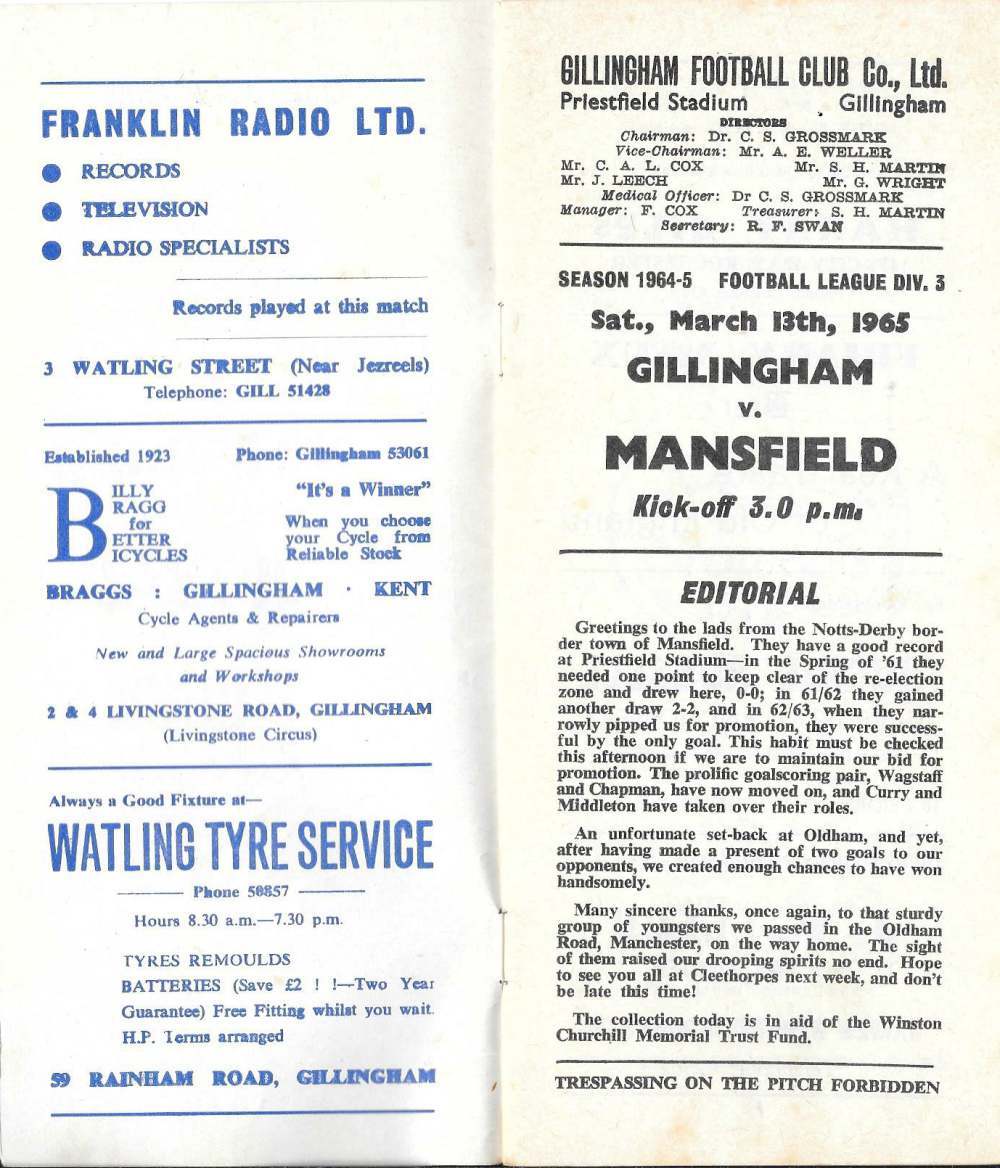 FRANKLIN RADIO LTD.
● RECORDS
● TELEVISION
● RADIO SPECIALISTS
Records played at this match
3 WATLING STREET (Near Jezreels)
Telephone: GILL 51428
Established 1923 Phone: Gillingham 53061
BILLY
BRAGG
for
BETTER
BICYCLES
"It's a Winner"
When you choose
your Cycle from
Reliable Stock
BRAGGS : GILLINGHAM · KENT
Cycle Agents & Repairers
New and Large Spacious Showrooms
and Workshops
2 & 4 LIVINGSTONE ROAD, GILLINGHAM
(Livingstone Circus)
Always a Good Fixture at—
WATLING TYRE SERVICE
Phone 50857
Hours 8.30 a.m.—7.30 p.m.
TYRES REMOULDS
BATTERIES (Save £2 ! !—Two Year
Guarantee) Free Fitting whilst you wait.
H.P. Terms arranged
59 RAINHAM ROAD, GILLINGHAM
GILLINGHAM FOOTBALL CLUB Co., Ltd.
Priestfield Stadium Gillingham
DIRECTORS
Chairman: Dr. C. S. GROSSMARK
Vice-Chairman: Mr. A. E. WELLER
Mr. C. A. L. COX Mr. S. H. MARTIN
Mr. J. LEECH Mr. G. WRIGHT
Medical Officer: Dr C. S. GROSSMARK
Manager: F. COX Treasurer: S. H. MARTIN
Secretary: R. F. SWAN
SEASON 1964-5 FOOTBALL LEAGUE DIV. 3
Sat., March 13th, 1965
GILLINGHAM
v.
MANSFIELD
Kick-off 3.0 p.m.
EDITORIAL
Greetings to the lads from the Notts-Derby bor-
der town of Mansfield. They have a good record
at Priestfield Stadium—in the Spring of '61 they
needed one point to keep clear of the re-election
zone and drew here, 0-0; in 61/62 they gained
another draw 2-2, and in 62/63, when they nar-
rowly pipped us for promotion, they were success-
ful by the only goal. This habit must be checked
this afternoon if we are to maintain our bid for
promotion. The prolific goalscoring pair, Wagstaff
and Chapman, have now moved on, and Curry and
Middleton have taken over their roles.
An unfortunate set-back at Oldham, and yet,
after having made a present of two goals to our
opponents, we created enough chances to have won
handsomely.
Many sincere thanks, once again, to that sturdy
group of youngsters we passed in the Oldham
Road, Manchester, on the way home. The sight
of them raised our drooping spirits no end. Hope
to see you all at Cleethorpes next week, and don't
be late this time!
The collection today is in aid of the Winston
Churchill Memorial Trust Fund.
TRESPASSING ON THE PITCH FORBIDDEN